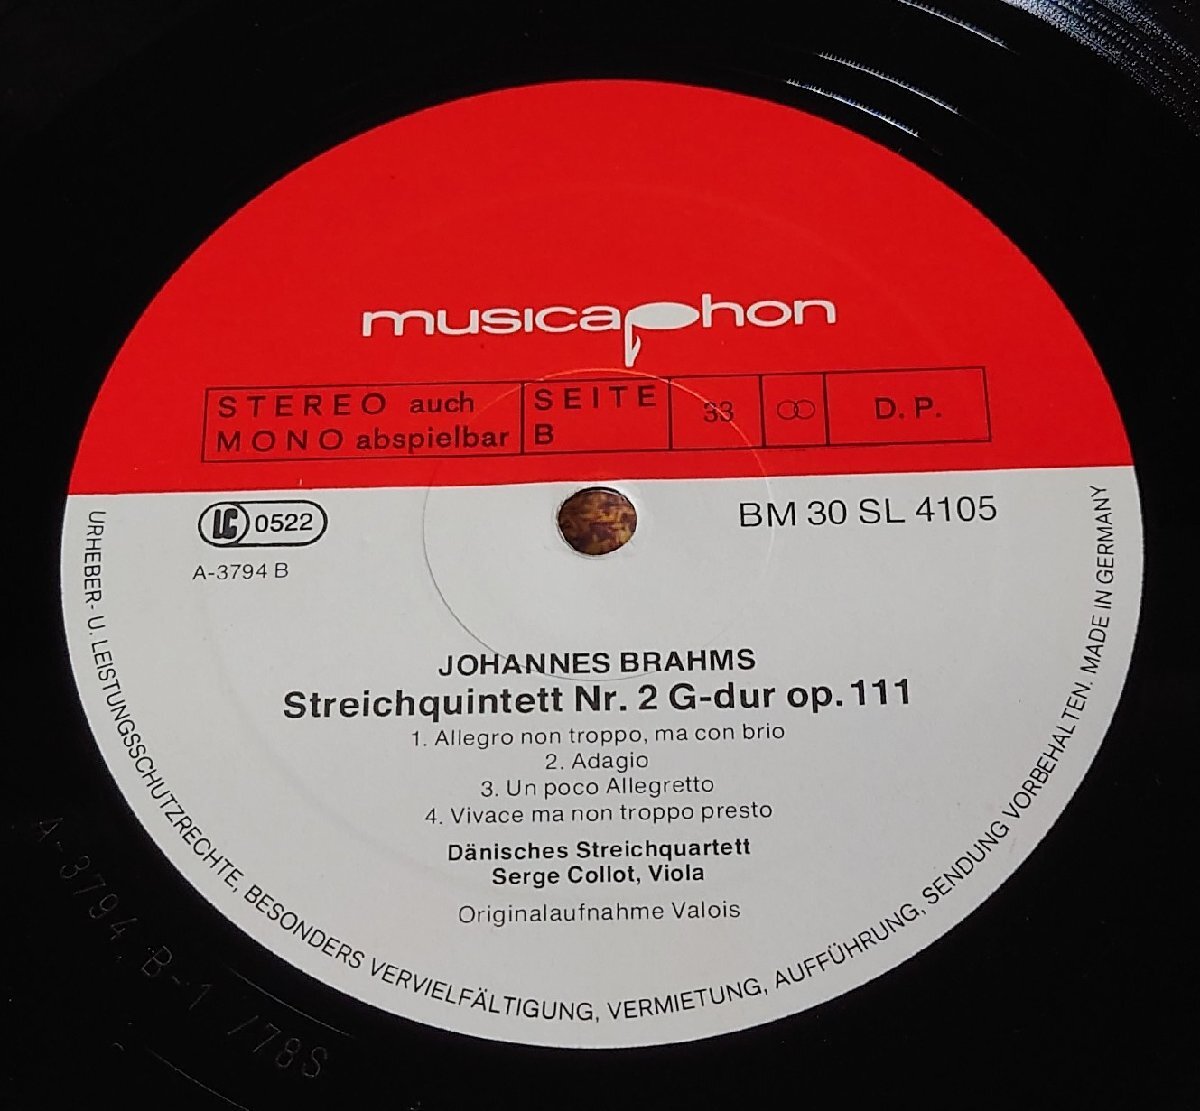 musicaphon
STEREO auch
MONO abspielbar
SEITE
B
33
D. P.
LC 0522
BM 30 SL 4105
A-3794 B
JOHANNES BRAHMS
Streichquintett Nr. 2 G-dur op. 111
1. Allegro non troppo, ma con brio
2. Adagio
3. Un poco Allegretto
4. Vivace ma non troppo presto
Dänisches Streichquartett
Serge Collot, Viola
Originalaufnahme Valois
URHEBER- U. LEISTUNGSSCHUTZRECHTE, BESONDERS VERVIELFÄLTIGUNG, VERMIETUNG, AUFFÜHRUNG, SENDUNG VORBEHALTEN. MADE IN GERMANY
A-3794. B-1 /78S